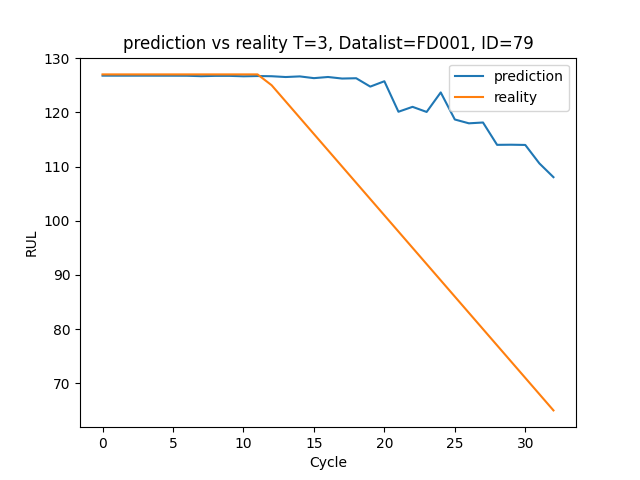 prediction vs reality T=3, Datalist=FD001, ID=79
prediction
reality
130
120
110
100
90
80
70
RUL
0 5 10 15 20 25 30
Cycle